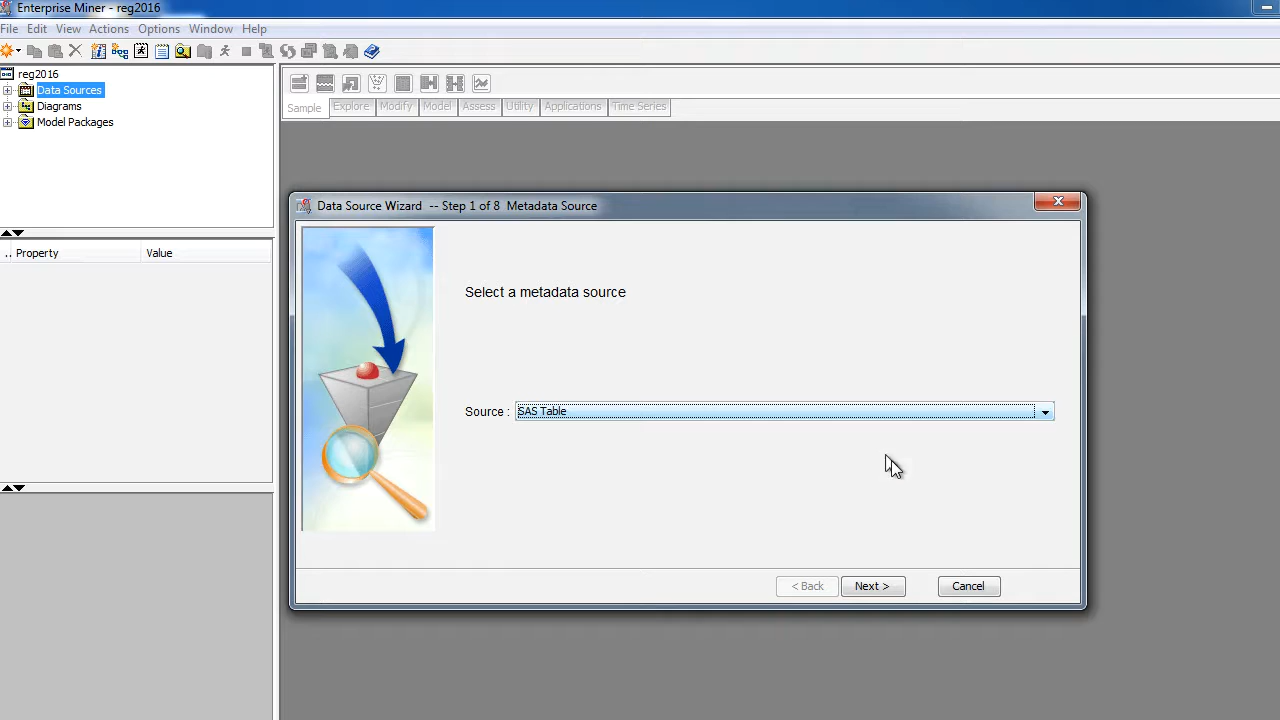 Enterprise Miner - reg2016
File Edit View Actions Options Window Help
reg2016
Data Sources
Diagrams
Model Packages
Sample Explore Modify Model Assess Utility Applications Time Series
.. Property Value
Data Source Wizard -- Step 1 of 8 Metadata Source
Select a metadata source
Source : SAS Table
< Back Next > Cancel